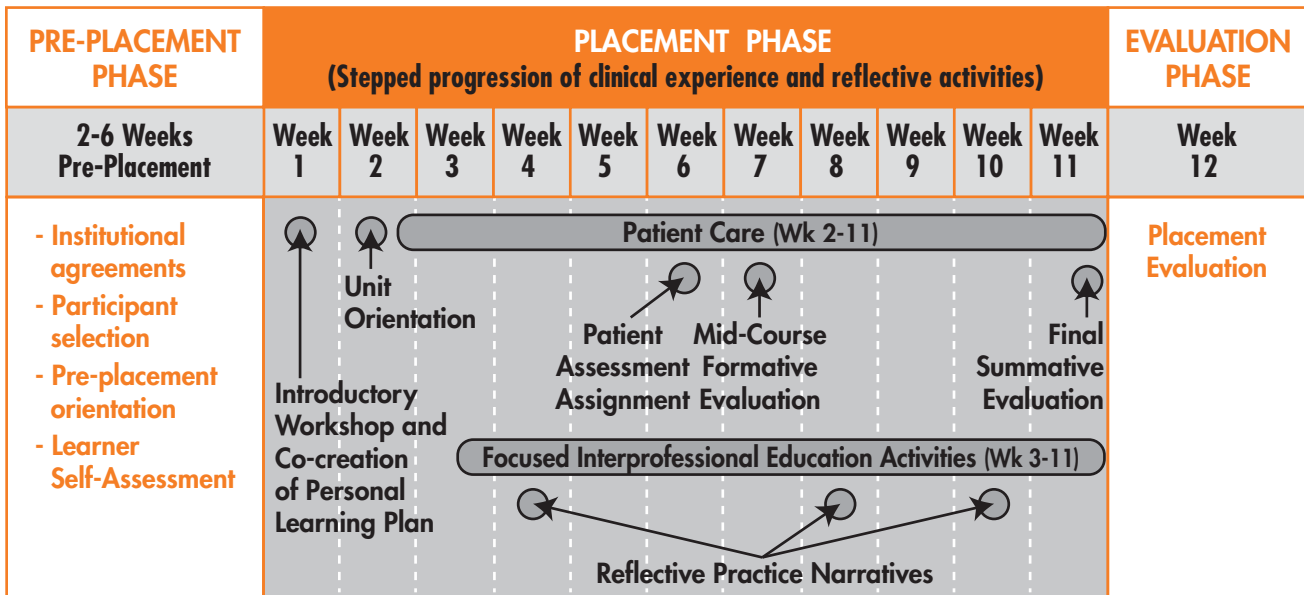 PRE-PLACEMENT
PHASE
PLACEMENT PHASE
(Stepped progression of clinical experience and reflective activities)
EVALUATION
PHASE
2-6 Weeks
Pre-Placement
Week
1
Week
2
Week
3
Week
4
Week
5
Week
6
Week
7
Week
8
Week
9
Week
10
Week
11
Week
12
- Institutional
agreements
- Participant
selection
- Pre-placement
orientation
- Learner
Self-Assessment
Patient Care (Wk 2-11)
Unit
Orientation
Patient
Assessment
Assignment
Mid-Course
Formative
Evaluation
Final
Summative
Evaluation
Introductory
Workshop and
Co-creation
of Personal
Learning Plan
Focused Interprofessional Education Activities (Wk 3-11)
Reflective Practice Narratives
Placement
Evaluation